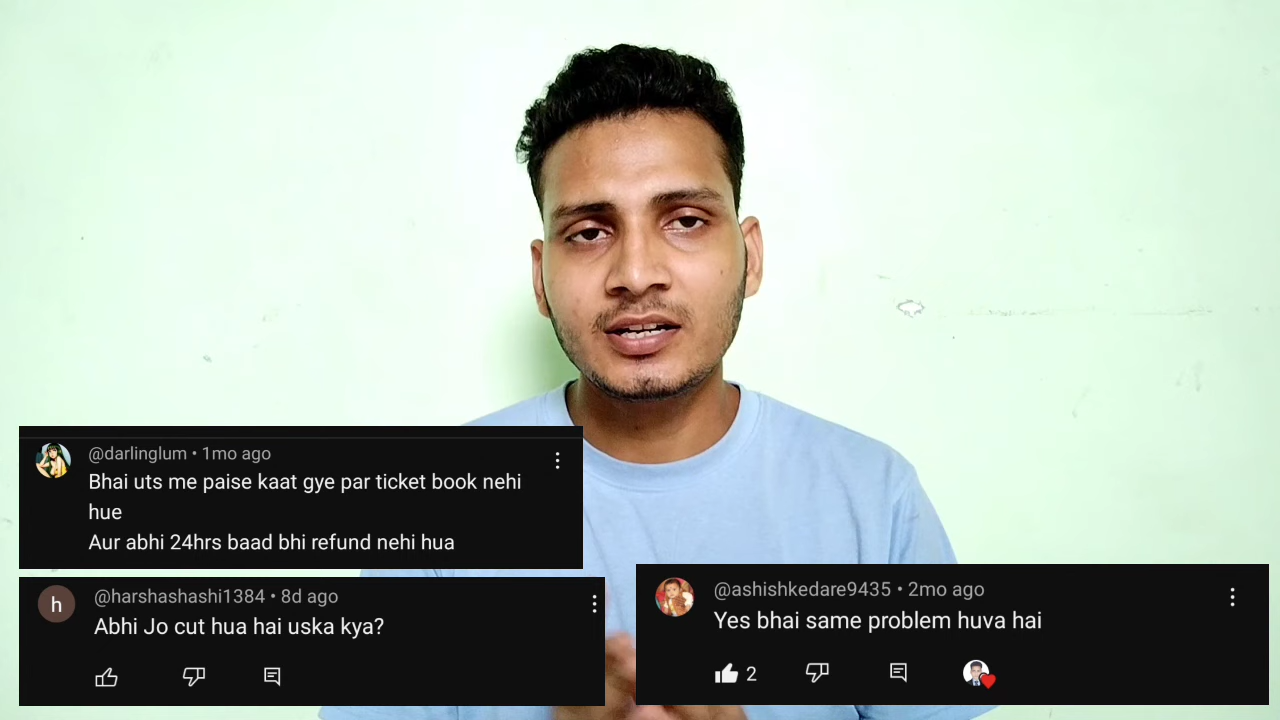 @darlinglum • 1mo ago
Bhai uts me paise kaat gye par ticket book nehi
hue
Aur abhi 24hrs baad bhi refund nehi hua
h
@harshashashi1384 • 8d ago
Abhi Jo cut hua hai uska kya?
@ashishkedare9435 • 2mo ago
Yes bhai same problem huva hai
2